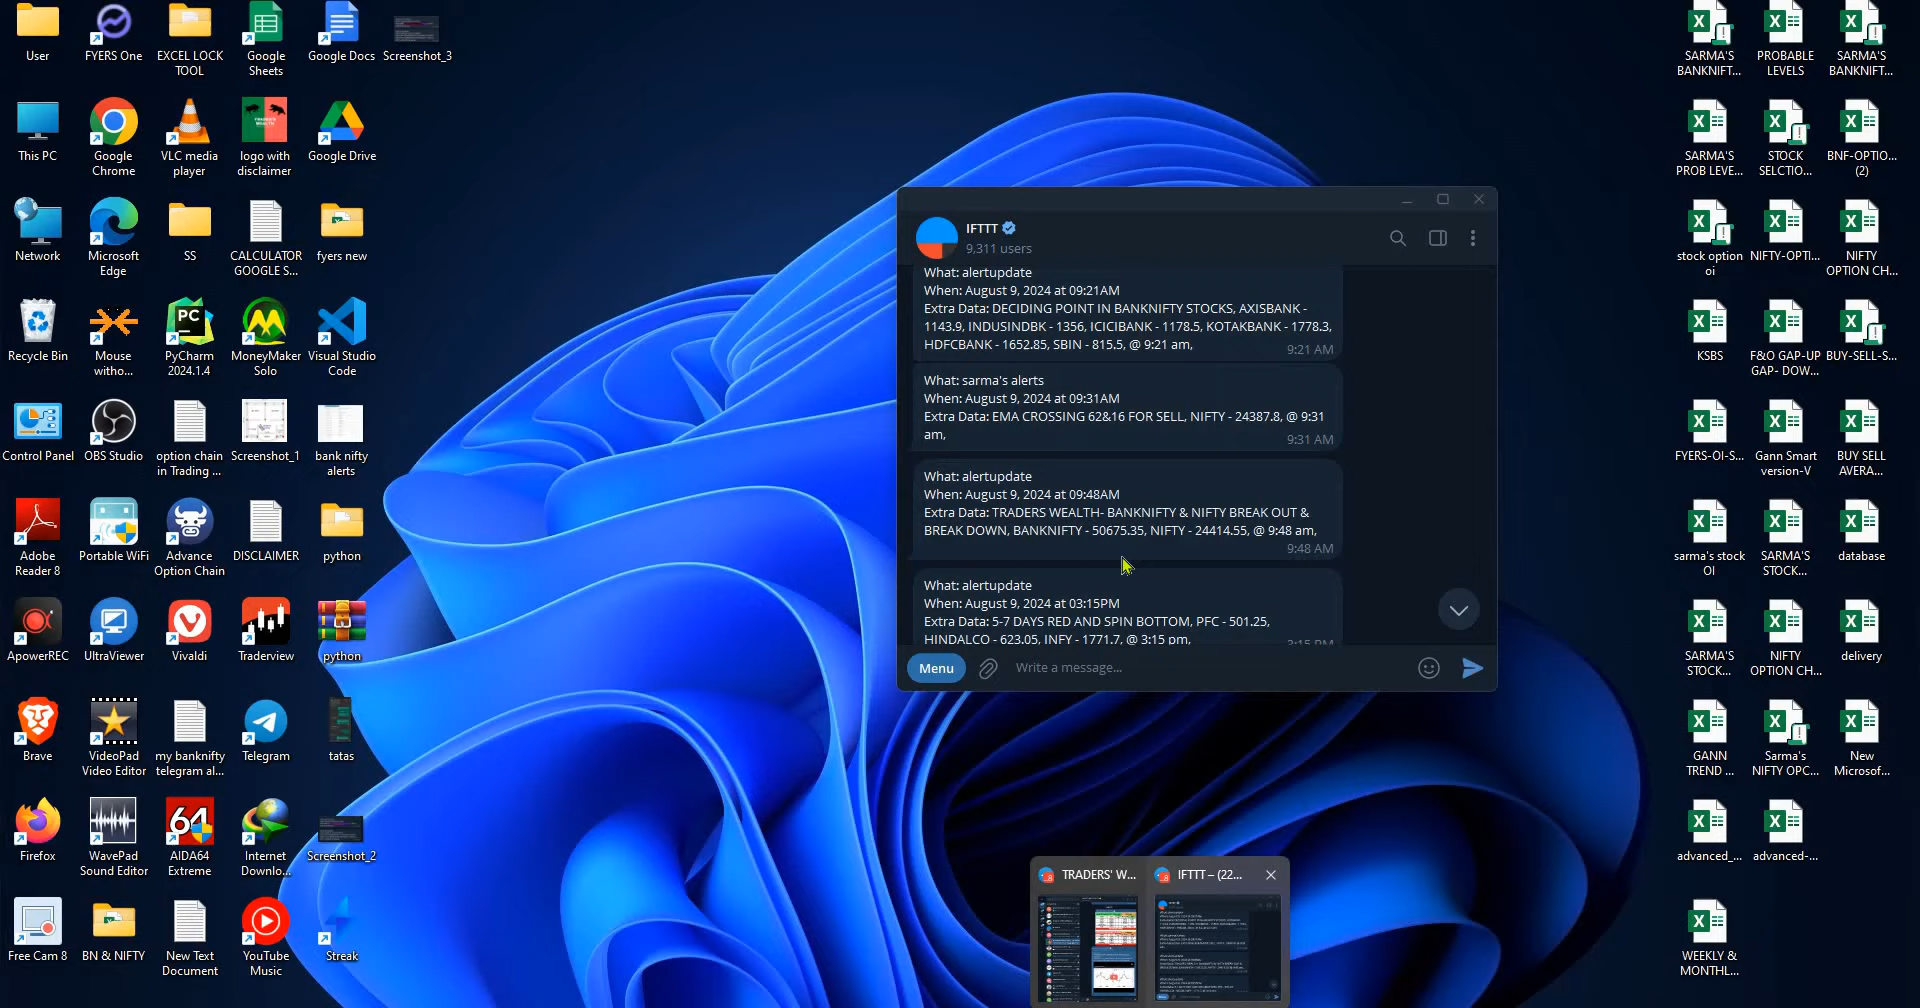 User
FYERS One
EXCEL LOCK
TOOL
Google
Sheets
Google Docs
Screenshot_3
This PC
Google
Chrome
VLC media
player
logo with
disclaimer
Google Drive
Network
Microsoft
Edge
SS
CALCULATOR
GOOGLE S...
fyers new
Recycle Bin
Mouse
witho...
PyCharm
2024.1.4
MoneyMaker
Solo
Visual Studio
Code
Control Panel
OBS Studio
option chain
in Trading ...
Screenshot_1
bank nifty
alerts
Adobe
Reader 8
Portable WiFi
Advance
Option Chain
DISCLAIMER
python
ApowerREC
UltraViewer
Vivaldi
Traderview
python
Brave
VideoPad
Video Editor
my banknifty
telegram al...
Telegram
tatas
Firefox
WavePad
Sound Editor
64
AIDA64
Extreme
Internet
Downlo...
Screenshot_2
Free Cam 8
BN & NIFTY
New Text
Document
YouTube
Music
Streak
IFTTT
9,311 users
What: alertupdate
When: August 9, 2024 at 09:21AM
Extra Data: DECIDING POINT IN BANKNIFTY STOCKS, AXISBANK -
1143.9, INDUSINDBK - 1356, ICICIBANK - 1178.5, KOTAKBANK - 1778.3,
HDFCBANK - 1652.85, SBIN - 815.5, @ 9:21 am,
9:21 AM
What: sarma's alerts
When: August 9, 2024 at 09:31AM
Extra Data: EMA CROSSING 62&16 FOR SELL, NIFTY - 24387.8, @ 9:31
am,
9:31 AM
What: alertupdate
When: August 9, 2024 at 09:48AM
Extra Data: TRADERS WEALTH- BANKNIFTY & NIFTY BREAK OUT &
BREAK DOWN, BANKNIFTY - 50675.35, NIFTY - 24414.55, @ 9:48 am,
9:48 AM
What: alertupdate
When: August 9, 2024 at 03:15PM
Extra Data: 5-7 DAYS RED AND SPIN BOTTOM, PFC - 501.25,
HINDALCO - 623.05, INFY - 1771.7, @ 3:15 pm,
3:15 PM
Menu
Write a message...
TRADERS' W...
IFTTT – (22...
SARMA'S
BANKNIFT...
PROBABLE
LEVELS
SARMA'S
BANKNIFT...
SARMA'S
PROB LEVE...
STOCK
SELCTIO...
BNF-OPTIO...
(2)
stock option
oi
NIFTY-OPTI...
NIFTY
OPTION CH...
KSBS
F&O GAP-UP
GAP- DOW...
BUY-SELL-S...
FYERS-OI-S...
Gann Smart
version-V
BUY SELL
AVERA...
sarma's stock
OI
SARMA'S
STOCK...
database
SARMA'S
STOCK...
NIFTY
OPTION CH...
delivery
GANN
TREND ...
Sarma's
NIFTY OPC...
New
Microsof...
advanced_...
advanced-...
WEEKLY &
MONTHL...